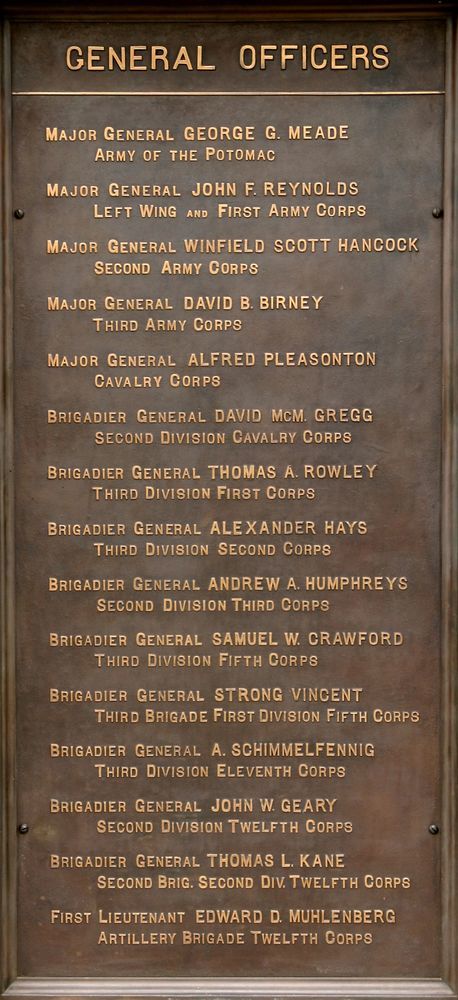 GENERAL OFFICERS
MAJOR GENERAL GEORGE G. MEADE
ARMY OF THE POTOMAC
MAJOR GENERAL JOHN F. REYNOLDS
LEFT WING AND FIRST ARMY CORPS
MAJOR GENERAL WINFIELD SCOTT HANCOCK
SECOND ARMY CORPS
MAJOR GENERAL DAVID B. BIRNEY
THIRD ARMY CORPS
MAJOR GENERAL ALFRED PLEASONTON
CAVALRY CORPS
BRIGADIER GENERAL DAVID McM. GREGG
SECOND DIVISION CAVALRY CORPS
BRIGADIER GENERAL THOMAS A. ROWLEY
THIRD DIVISION FIRST CORPS
BRIGADIER GENERAL ALEXANDER HAYS
THIRD DIVISION SECOND CORPS
BRIGADIER GENERAL ANDREW A. HUMPHREYS
SECOND DIVISION THIRD CORPS
BRIGADIER GENERAL SAMUEL W. CRAWFORD
THIRD DIVISION FIFTH CORPS
BRIGADIER GENERAL STRONG VINCENT
THIRD BRIGADE FIRST DIVISION FIFTH CORPS
BRIGADIER GENERAL A. SCHIMMELFENNIG
THIRD DIVISION ELEVENTH CORPS
BRIGADIER GENERAL JOHN W. GEARY
SECOND DIVISION TWELFTH CORPS
BRIGADIER GENERAL THOMAS L. KANE
SECOND BRIG. SECOND DIV. TWELFTH CORPS
FIRST LIEUTENANT EDWARD D. MUHLENBERG
ARTILLERY BRIGADE TWELFTH CORPS